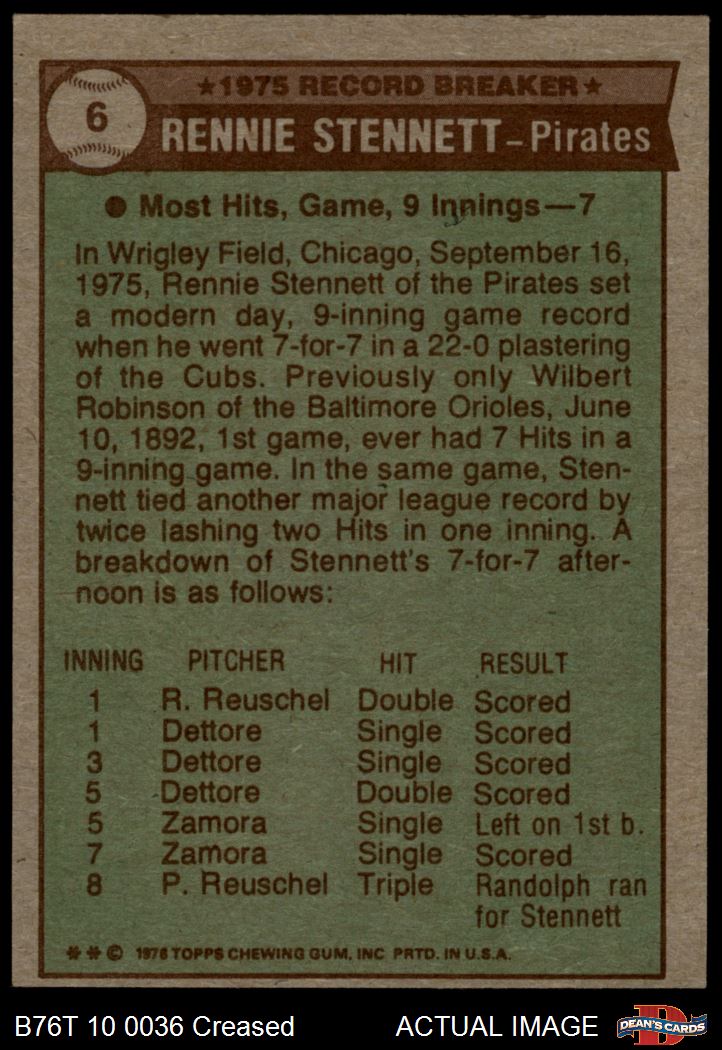 ★1975 RECORD BREAKER★
6
RENNIE STENNETT–Pirates
● Most Hits, Game, 9 Innings—7
In Wrigley Field, Chicago, September 16,
1975, Rennie Stennett of the Pirates set
a modern day, 9-inning game record
when he went 7-for-7 in a 22-0 plastering
of the Cubs. Previously only Wilbert
Robinson of the Baltimore Orioles, June
10, 1892, 1st game, ever had 7 Hits in a
9-inning game. In the same game, Sten-
nett tied another major league record by
twice lashing two Hits in one inning. A
breakdown of Stennett's 7-for-7 after-
noon is as follows:
INNING PITCHER HIT RESULT
1 R. Reuschel Double Scored
1 Dettore Single Scored
3 Dettore Single Scored
5 Dettore Double Scored
5 Zamora Single Left on 1st b.
7 Zamora Single Scored
8 P. Reuschel Triple Randolph ran
for Stennett
** © 1976 TOPPS CHEWING GUM, INC PRTD. IN U.S.A.
B76T 10 0036 Creased ACTUAL IMAGE
D
DEAN'S CARDS